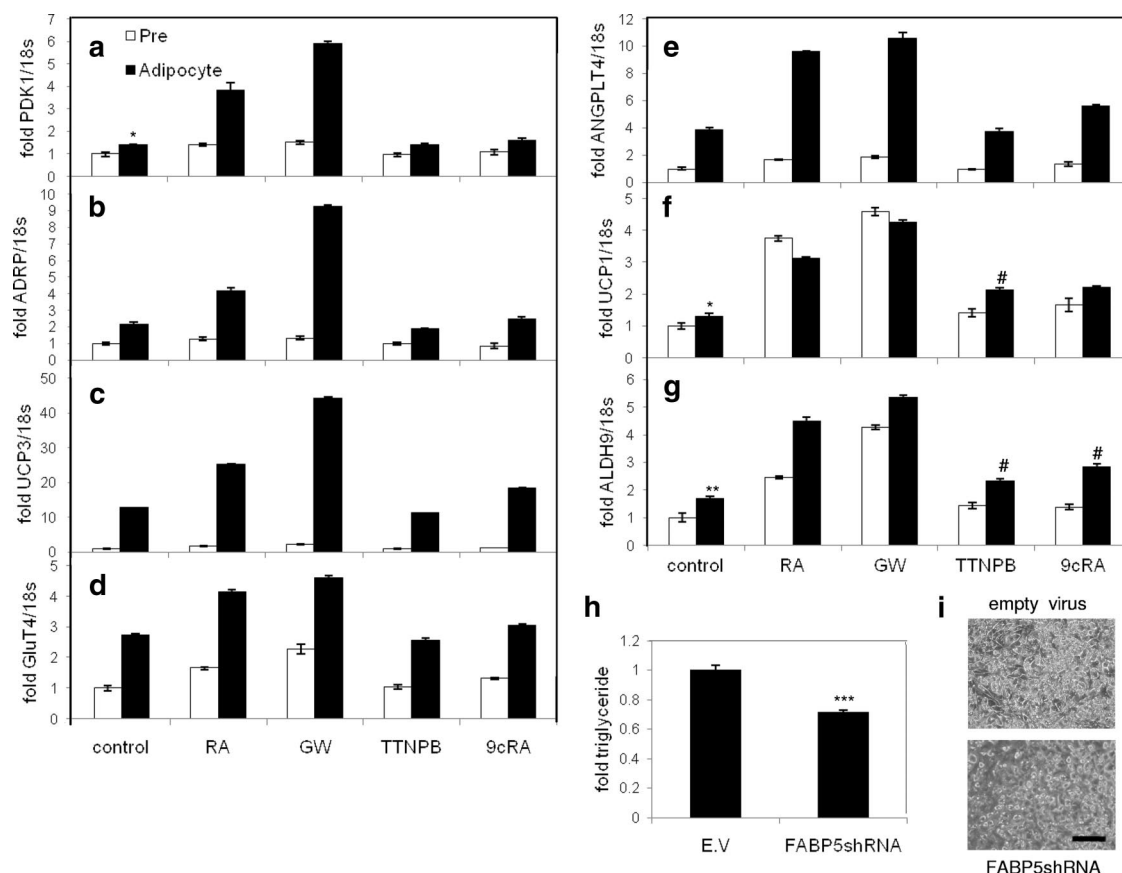 a
Pre
Adipocyte
fold PDK1/18s
7
6
5
4
3
2
1
0
*
b
fold ADRP/18s
10
9
8
7
6
5
4
3
2
1
0
c
fold UCP3/18s
50
40
30
20
10
0
d
fold GluT4/18s
5
4
3
2
1
0
control RA GW TTNPB 9cRA
e
fold ANGPLT4/18s
12
10
8
6
4
2
0
f
fold UCP1/18s
5
4
3
2
1
0
*
#
g
fold ALDH9/18s
6
5
4
3
2
1
0
**
#
#
control RA GW TTNPB 9cRA
h
fold triglyceride
1.2
1
0.8
0.6
0.4
0.2
0
***
E.V FABP5shRNA
i
empty virus
FABP5shRNA